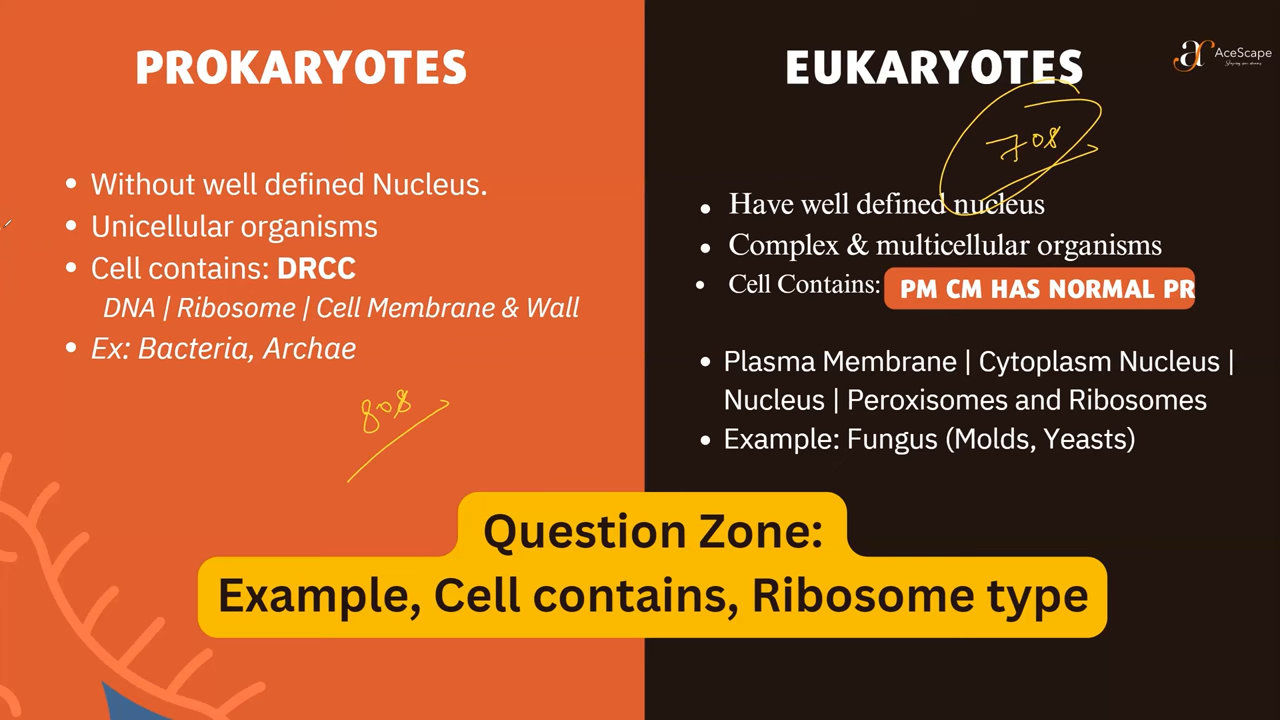 PROKARYOTES
• Without well defined Nucleus.
• Unicellular organisms
• Cell contains: DRCC
DNA | Ribosome | Cell Membrane & Wall
• Ex: Bacteria, Archae
80s
EUKARYOTES
AceScape
70s
• Have well defined nucleus
• Complex & multicellular organisms
• Cell Contains: PM CM HAS NORMAL PR
• Plasma Membrane | Cytoplasm Nucleus |
Nucleus | Peroxisomes and Ribosomes
• Example: Fungus (Molds, Yeasts)
Question Zone:
Example, Cell contains, Ribosome type